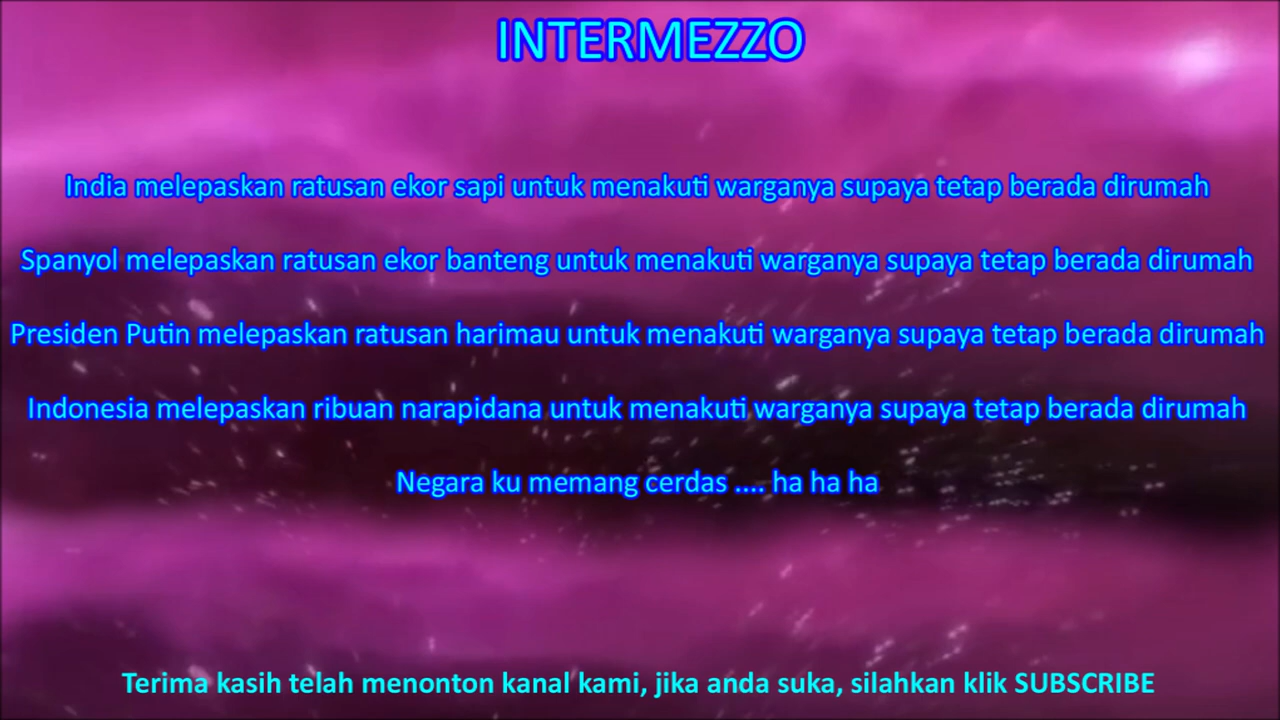 INTERMEZZO
India melepaskan ratusan ekor sapi untuk menakuti warganya supaya tetap berada dirumah
Spanyol melepaskan ratusan ekor banteng untuk menakuti warganya supaya tetap berada dirumah
Presiden Putin melepaskan ratusan harimau untuk menakuti warganya supaya tetap berada dirumah
Indonesia melepaskan ribuan narapidana untuk menakuti warganya supaya tetap berada dirumah
Negara ku memang cerdas .... ha ha ha
Terima kasih telah menonton kanal kami, jika anda suka, silahkan klik SUBSCRIBE